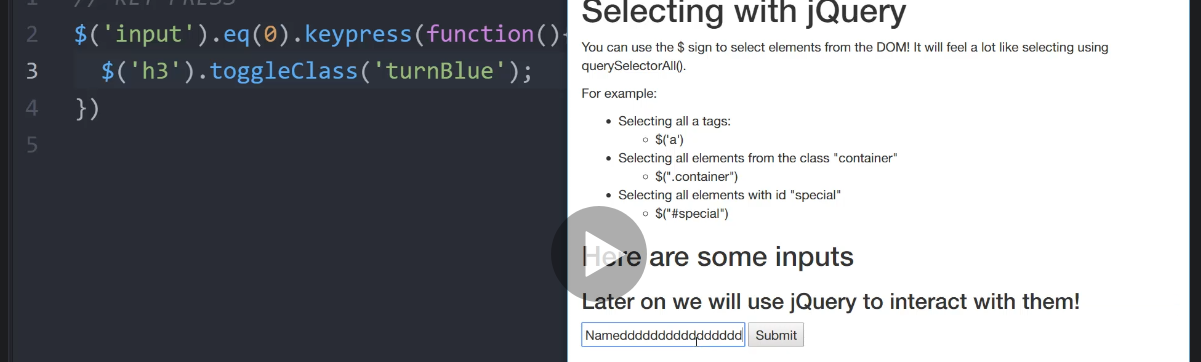 1 // KEY PRESS
2 $('input').eq(0).keypress(function(){
3 $('h3').toggleClass('turnBlue');
4 })
5
Selecting with jQuery
You can use the $ sign to select elements from the DOM! It will feel a lot like selecting using
querySelectorAll().
For example:
• Selecting all a tags:
◦ $('a')
• Selecting all elements from the class "container"
◦ $(".container")
• Selecting all elements with id "special"
◦ $("#special")
Here are some inputs
Later on we will use jQuery to interact with them!
Nameddddddddddddddddd Submit